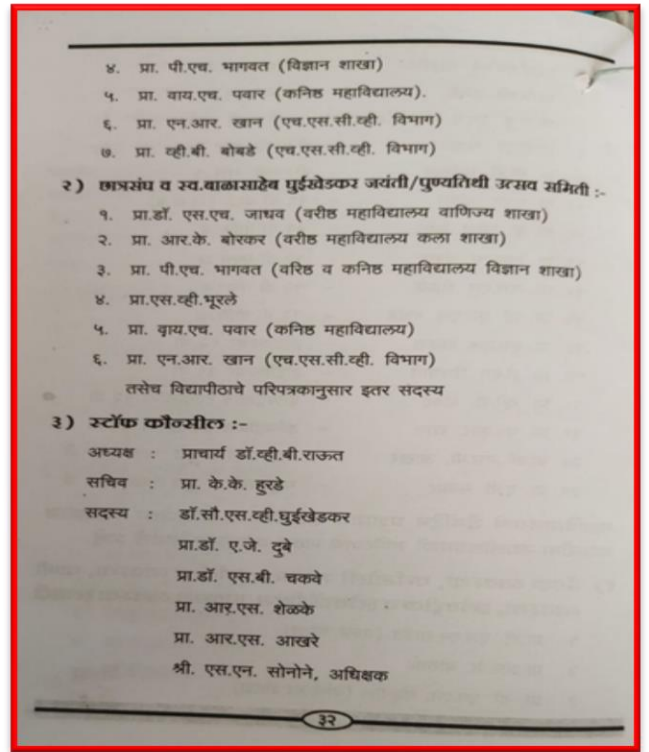 ४. प्रा. पी.एच. भागवत (विज्ञान शाखा)
५. प्रा. वाय.एच. पवार (कनिष्ठ महाविद्यालय).
६. प्रा. एन.आर. खान (एच.एस.सी.व्ही. विभाग)
७. प्रा. व्ही.बी. बोबडे (एच.एस.सी.व्ही. विभाग)
२) छात्रसंघ व स्व.बाळासाहेब घुईखेडकर जयंती/पुण्यतिथी उत्सव समिती :-
१. प्रा.डॉ. एस.एच. जाधव (वरीष्ठ महाविद्यालय वाणिज्य शाखा)
२. प्रा. आर.के. बोरकर (वरीष्ठ महाविद्यालय कला शाखा)
३. प्रा. पी.एच. भागवत (वरिष्ठ व कनिष्ठ महाविद्यालय विज्ञान शाखा)
४. प्रा.एस.व्ही.भूरले
५. प्रा. वाय.एच. पवार (कनिष्ठ महाविद्यालय)
६. प्रा. एन.आर. खान (एच.एस.सी.व्ही. विभाग)
तसेच विद्यापीठाचे परिपत्रकानुसार इतर सदस्य
३) स्टॉफ कौन्सील :-
अध्यक्ष : प्राचार्य डॉ.व्ही.बी.राऊत
सचिव : प्रा. के.के. हुरडे
सदस्य : डॉ.सौ.एस.व्ही.घुईखेडकर
प्रा.डॉ. ए.जे. दुबे
प्रा.डॉ. एस.बी. चकवे
प्रा. आर.एस. शेळके
प्रा. आर.एस. आखरे
श्री. एस.एन. सोनोने, अधिक्षक
३२